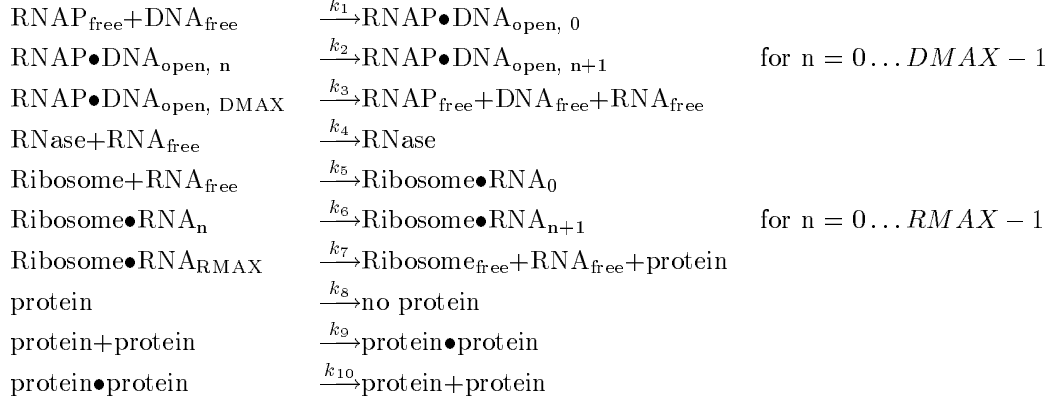 RNAP_free+DNA_free —k₁→ RNAP●DNA_open, 0
RNAP●DNA_open, n —k₂→ RNAP●DNA_open, n+1 for n = 0...DMAX − 1
RNAP●DNA_open, DMAX —k₃→ RNAP_free+DNA_free+RNA_free
RNase+RNA_free —k₄→ RNase
Ribosome+RNA_free —k₅→ Ribosome●RNA_0
Ribosome●RNA_n —k₆→ Ribosome●RNA_n+1 for n = 0...RMAX − 1
Ribosome●RNA_RMAX —k₇→ Ribosome_free+RNA_free+protein
protein —k₈→ no protein
protein+protein —k₉→ protein●protein
protein●protein —k₁₀→ protein+protein